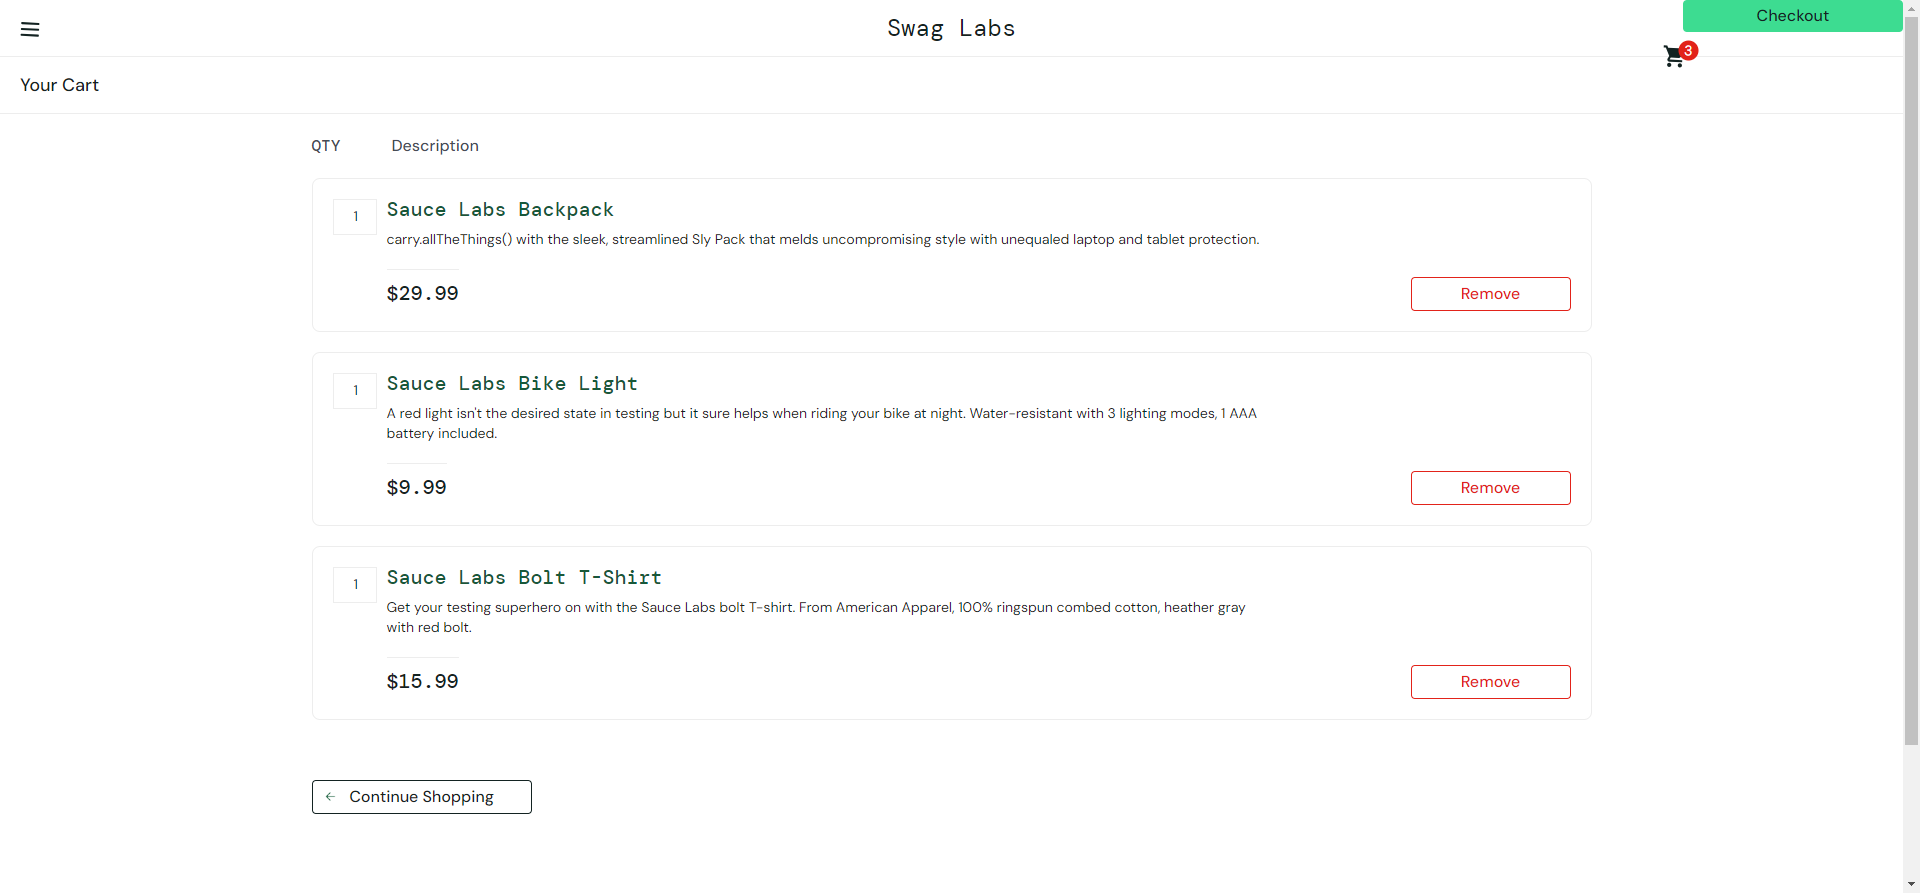 Swag Labs
Checkout
3
Your Cart
QTY Description
1 Sauce Labs Backpack
carry.allTheThings() with the sleek, streamlined Sly Pack that melds uncompromising style with unequaled laptop and tablet protection.
$29.99
Remove
1 Sauce Labs Bike Light
A red light isn't the desired state in testing but it sure helps when riding your bike at night. Water-resistant with 3 lighting modes, 1 AAA
battery included.
$9.99
Remove
1 Sauce Labs Bolt T-Shirt
Get your testing superhero on with the Sauce Labs bolt T-shirt. From American Apparel, 100% ringspun combed cotton, heather gray
with red bolt.
$15.99
Remove
Continue Shopping